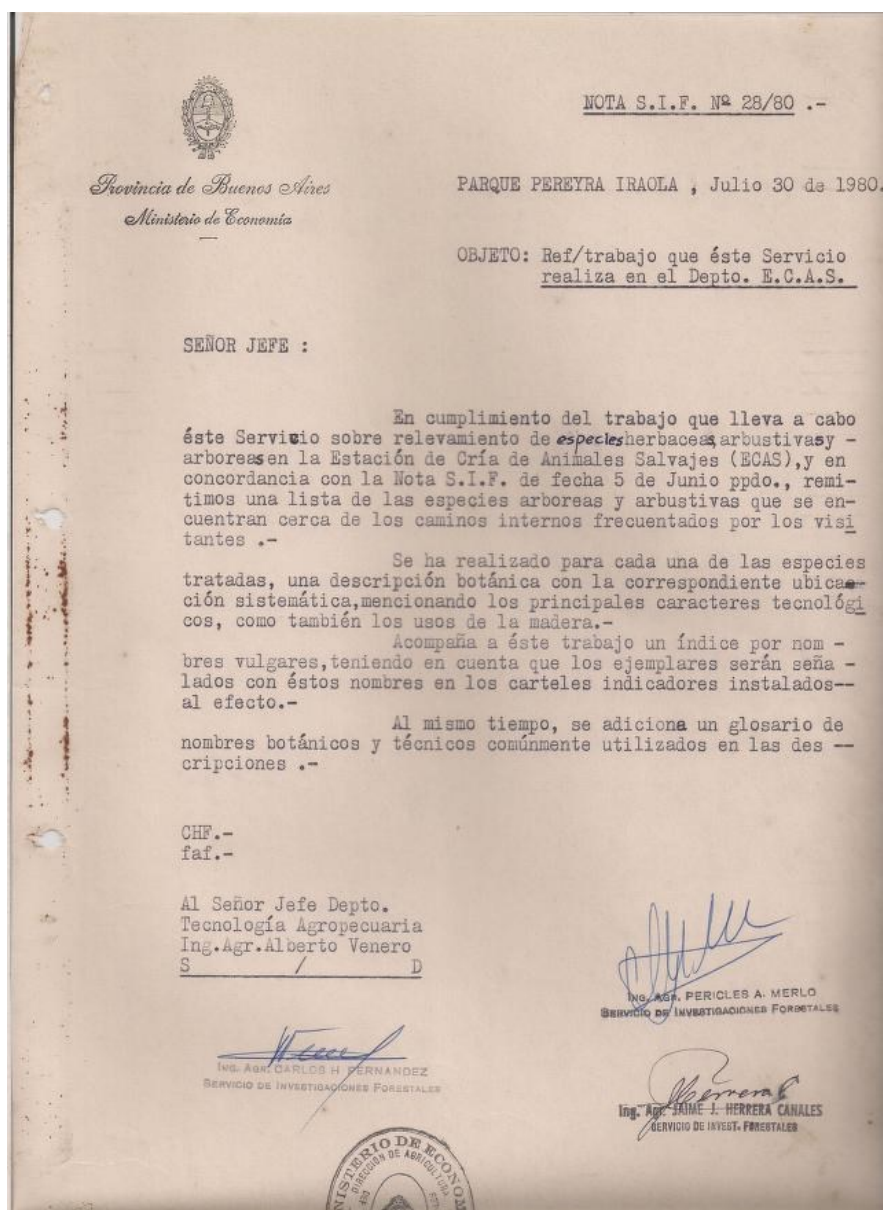 NOTA S.I.F. Nº 28/80 .-
Provincia de Buenos Aires
Ministerio de Economía
PARQUE PEREYRA IRAOLA , Julio 30 de 1980.
OBJETO: Ref/trabajo que éste Servicio
realiza en el Depto. E.C.A.S.
SEÑOR JEFE :
En cumplimiento del trabajo que lleva a cabo
éste Servicio sobre relevamiento de especies herbaceas, arbustivas y -
arboreas en la Estación de Cría de Animales Salvajes (ECAS),y en
concordancia con la Nota S.I.F. de fecha 5 de Junio ppdo., remi-
timos una lista de las especies arboreas y arbustivas que se en-
cuentran cerca de los caminos internos frecuentados por los visi
tantes .-
Se ha realizado para cada una de las especies
tratadas, una descripción botánica con la correspondiente ubica-
ción sistemática,mencionando los principales caracteres tecnológi
cos, como también los usos de la madera.-
Acompaña a éste trabajo un índice por nom -
bres vulgares,teniendo en cuenta que los ejemplares serán seña -
lados con éstos nombres en los carteles indicadores instalados--
al efecto.-
Al mismo tiempo, se adiciona un glosario de
nombres botánicos y técnicos comúnmente utilizados en las des --
cripciones .-
CHF.-
faf.-
Al Señor Jefe Depto.
Tecnología Agropecuaria
Ing.Agr.Alberto Venero
S / D
ING. AGR. PERICLES A. MERLO
SERVICIO DE INVESTIGACIONES FORESTALES
ING. AGR. CARLOS H FERNANDEZ
SERVICIO DE INVESTIGACIONES FORESTALES
Ing. Agr. JAIME J. HERRERA CANALES
SERVICIO DE INVEST. FORESTALES
MINISTERIO DE ECONOM
DIRECCION DE AGRICULTURA